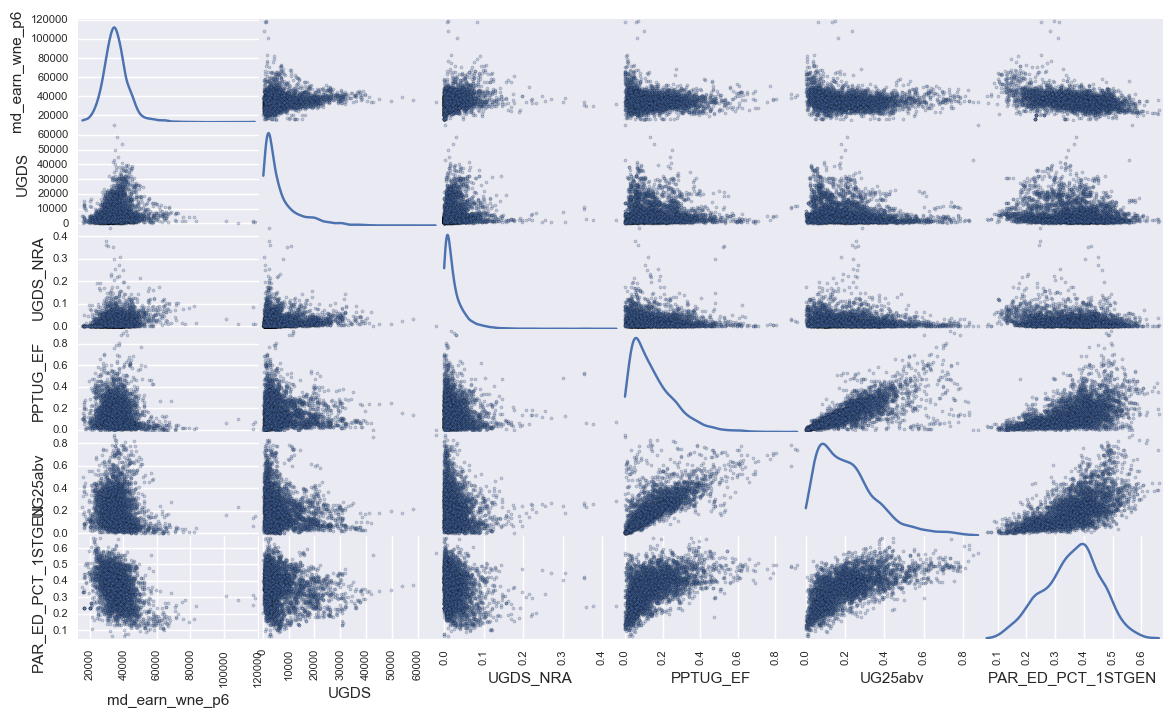 md_earn_wne_p6
120000
100000
80000
60000
40000
20000
UGDS
60000
50000
40000
30000
20000
10000
0
UGDS_NRA
0.4
0.3
0.2
0.1
0.0
PPTUG_EF
0.8
0.6
0.4
0.2
0.0
UG25abv
0.8
0.6
0.4
0.2
0.0
PAR_ED_PCT_1STGEN
0.6
0.5
0.4
0.3
0.2
0.1
20000 40000 60000 80000 100000 120000
0 10000 20000 30000 40000 50000 60000
0.0 0.1 0.2 0.3 0.4
0.0 0.2 0.4 0.6 0.8
0.0 0.2 0.4 0.6 0.8
0.1 0.2 0.3 0.4 0.5 0.6
md_earn_wne_p6 UGDS UGDS_NRA PPTUG_EF UG25abv PAR_ED_PCT_1STGEN